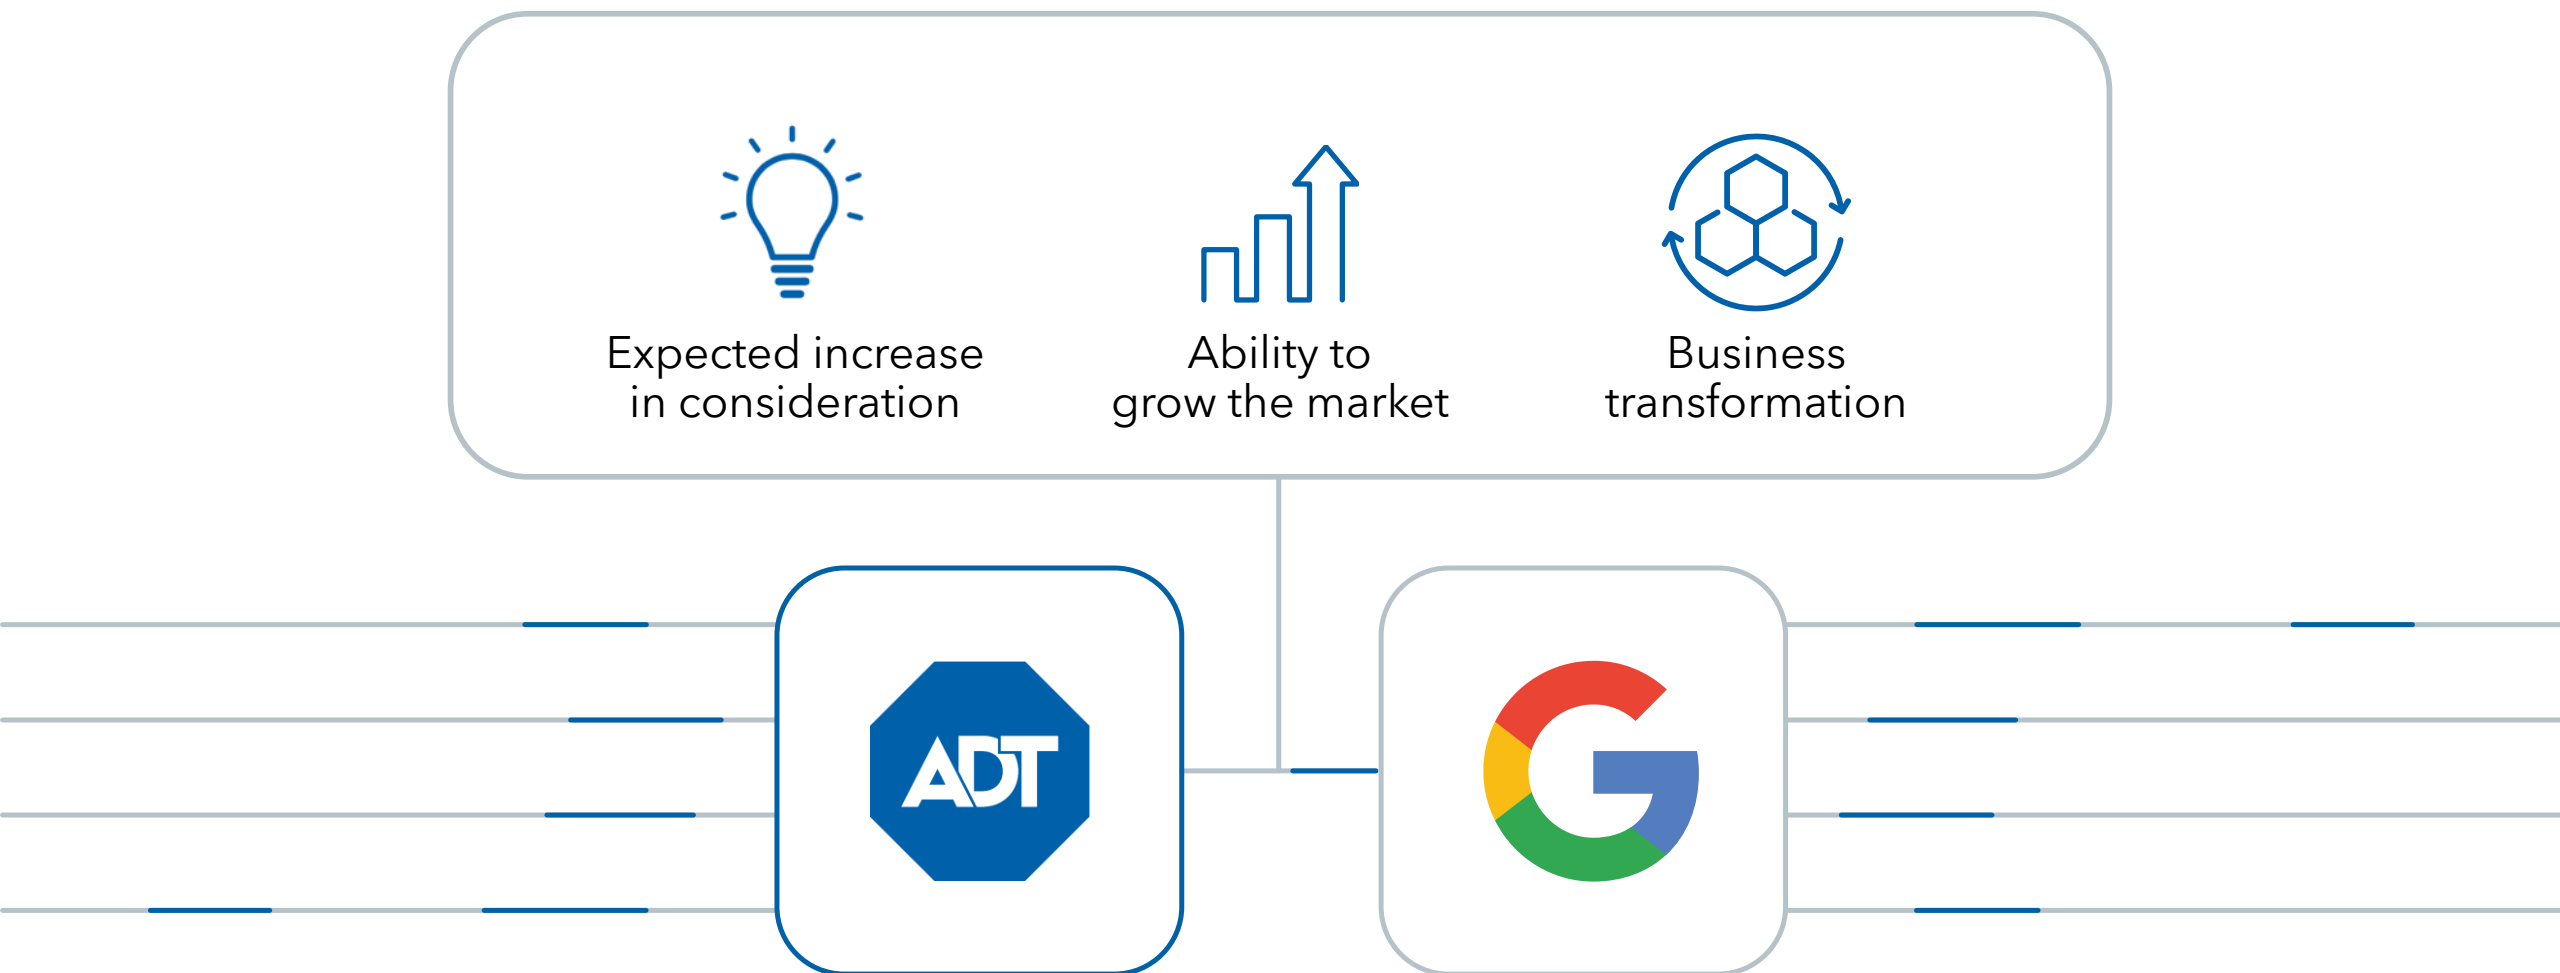 Expected increase
in consideration
Ability to
grow the market
Business
transformation
ADT
G